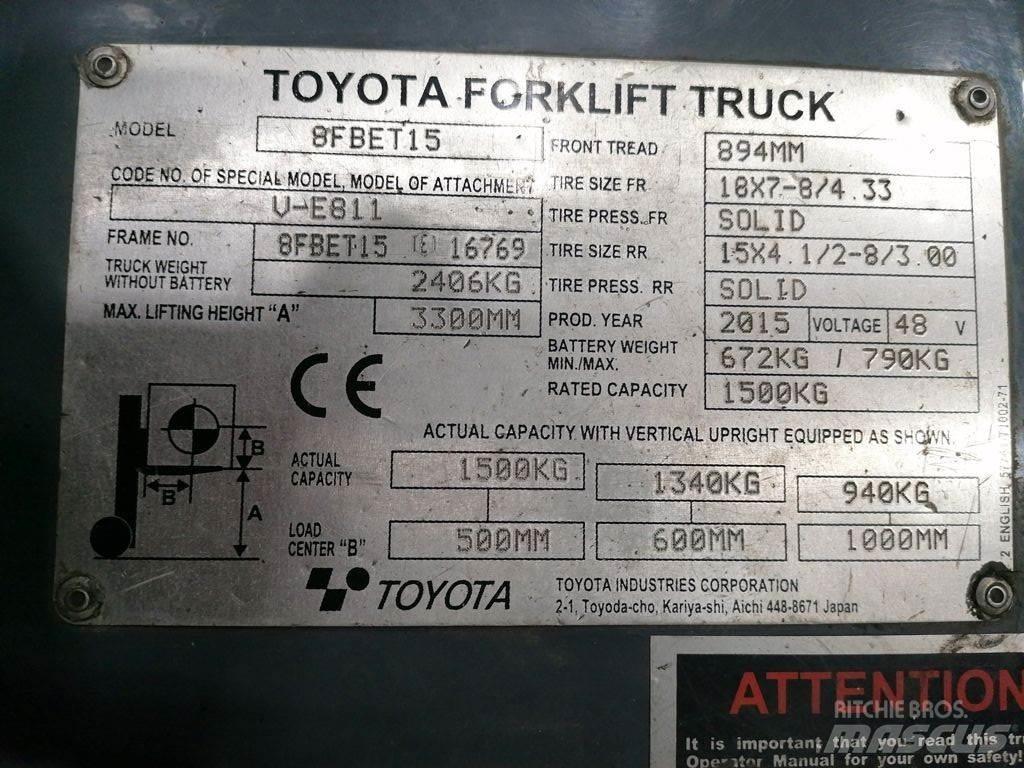 TOYOTA FORKLIFT TRUCK
MODEL 8FBET15
CODE NO. OF SPECIAL MODEL, MODEL OF ATTACHMENT
V-E811
FRAME NO. 8FBET15 (E) 16769
TRUCK WEIGHT
WITHOUT BATTERY 2406KG
MAX. LIFTING HEIGHT "A" 3300MM
FRONT TREAD 894MM
TIRE SIZE FR 18X7-8/4.33
TIRE PRESS. FR SOLID
TIRE SIZE RR 15X4.1/2-8/3.00
TIRE PRESS. RR SOLID
PROD. YEAR 2015 VOLTAGE 48 V
BATTERY WEIGHT
MIN./MAX. 672KG / 790KG
RATED CAPACITY 1500KG
CE
B
B
A
ACTUAL CAPACITY WITH VERTICAL UPRIGHT EQUIPPED AS SHOWN.
ACTUAL
CAPACITY 1500KG 1340KG 940KG
LOAD
CENTER "B" 500MM 600MM 1000MM
TOYOTA
TOYOTA INDUSTRIES CORPORATION
2-1, Toyoda-cho, Kariya-shi, Aichi 448-8671 Japan
2 ENGLISH
ATTENTION
RITCHIE BROS.
MASCUS
It is important that you read this
Operator Manual for your own safety!